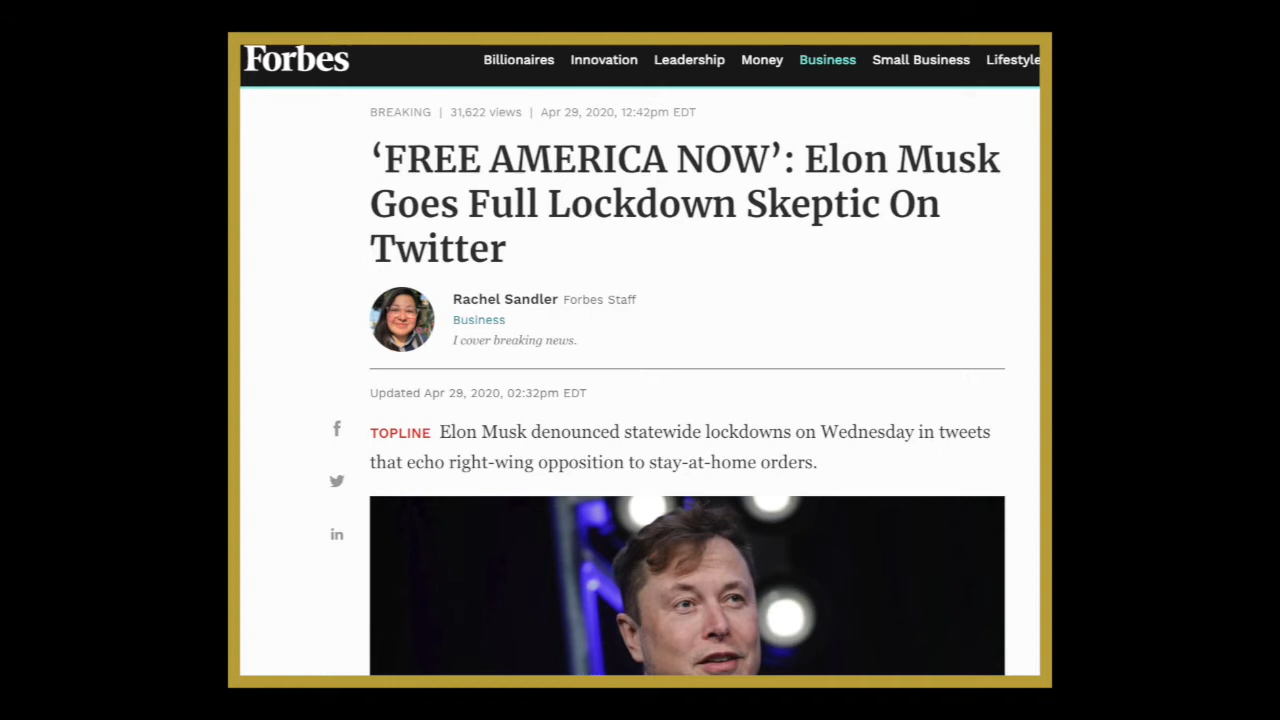 Forbes
Billionaires Innovation Leadership Money Business Small Business Lifestyle
BREAKING | 31,622 views | Apr 29, 2020, 12:42pm EDT
‘FREE AMERICA NOW’: Elon Musk
Goes Full Lockdown Skeptic On
Twitter
Rachel Sandler Forbes Staff
Business
I cover breaking news.
Updated Apr 29, 2020, 02:32pm EDT
TOPLINE Elon Musk denounced statewide lockdowns on Wednesday in tweets
that echo right-wing opposition to stay-at-home orders.